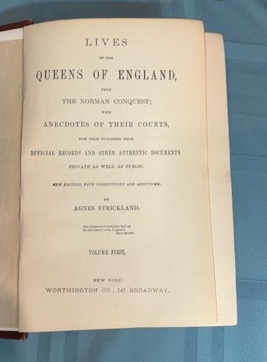 LIVES
OF THE
QUEENS OF ENGLAND,
FROM
THE NORMAN CONQUEST;
WITH
ANECDOTES OF THEIR COURTS,
NOW FIRST PUBLISHED FROM
OFFICIAL RECORDS AND OTHER AUTHENTIC DOCUMENTS
PRIVATE AS WELL AS PUBLIC.
NEW EDITION, WITH CORRECTIONS AND ADDITIONS.
BY
AGNES STRICKLAND.
VOLUME FIRST,
NEW YORK:
WORTHINGTON CO., 747 BROADWAY.